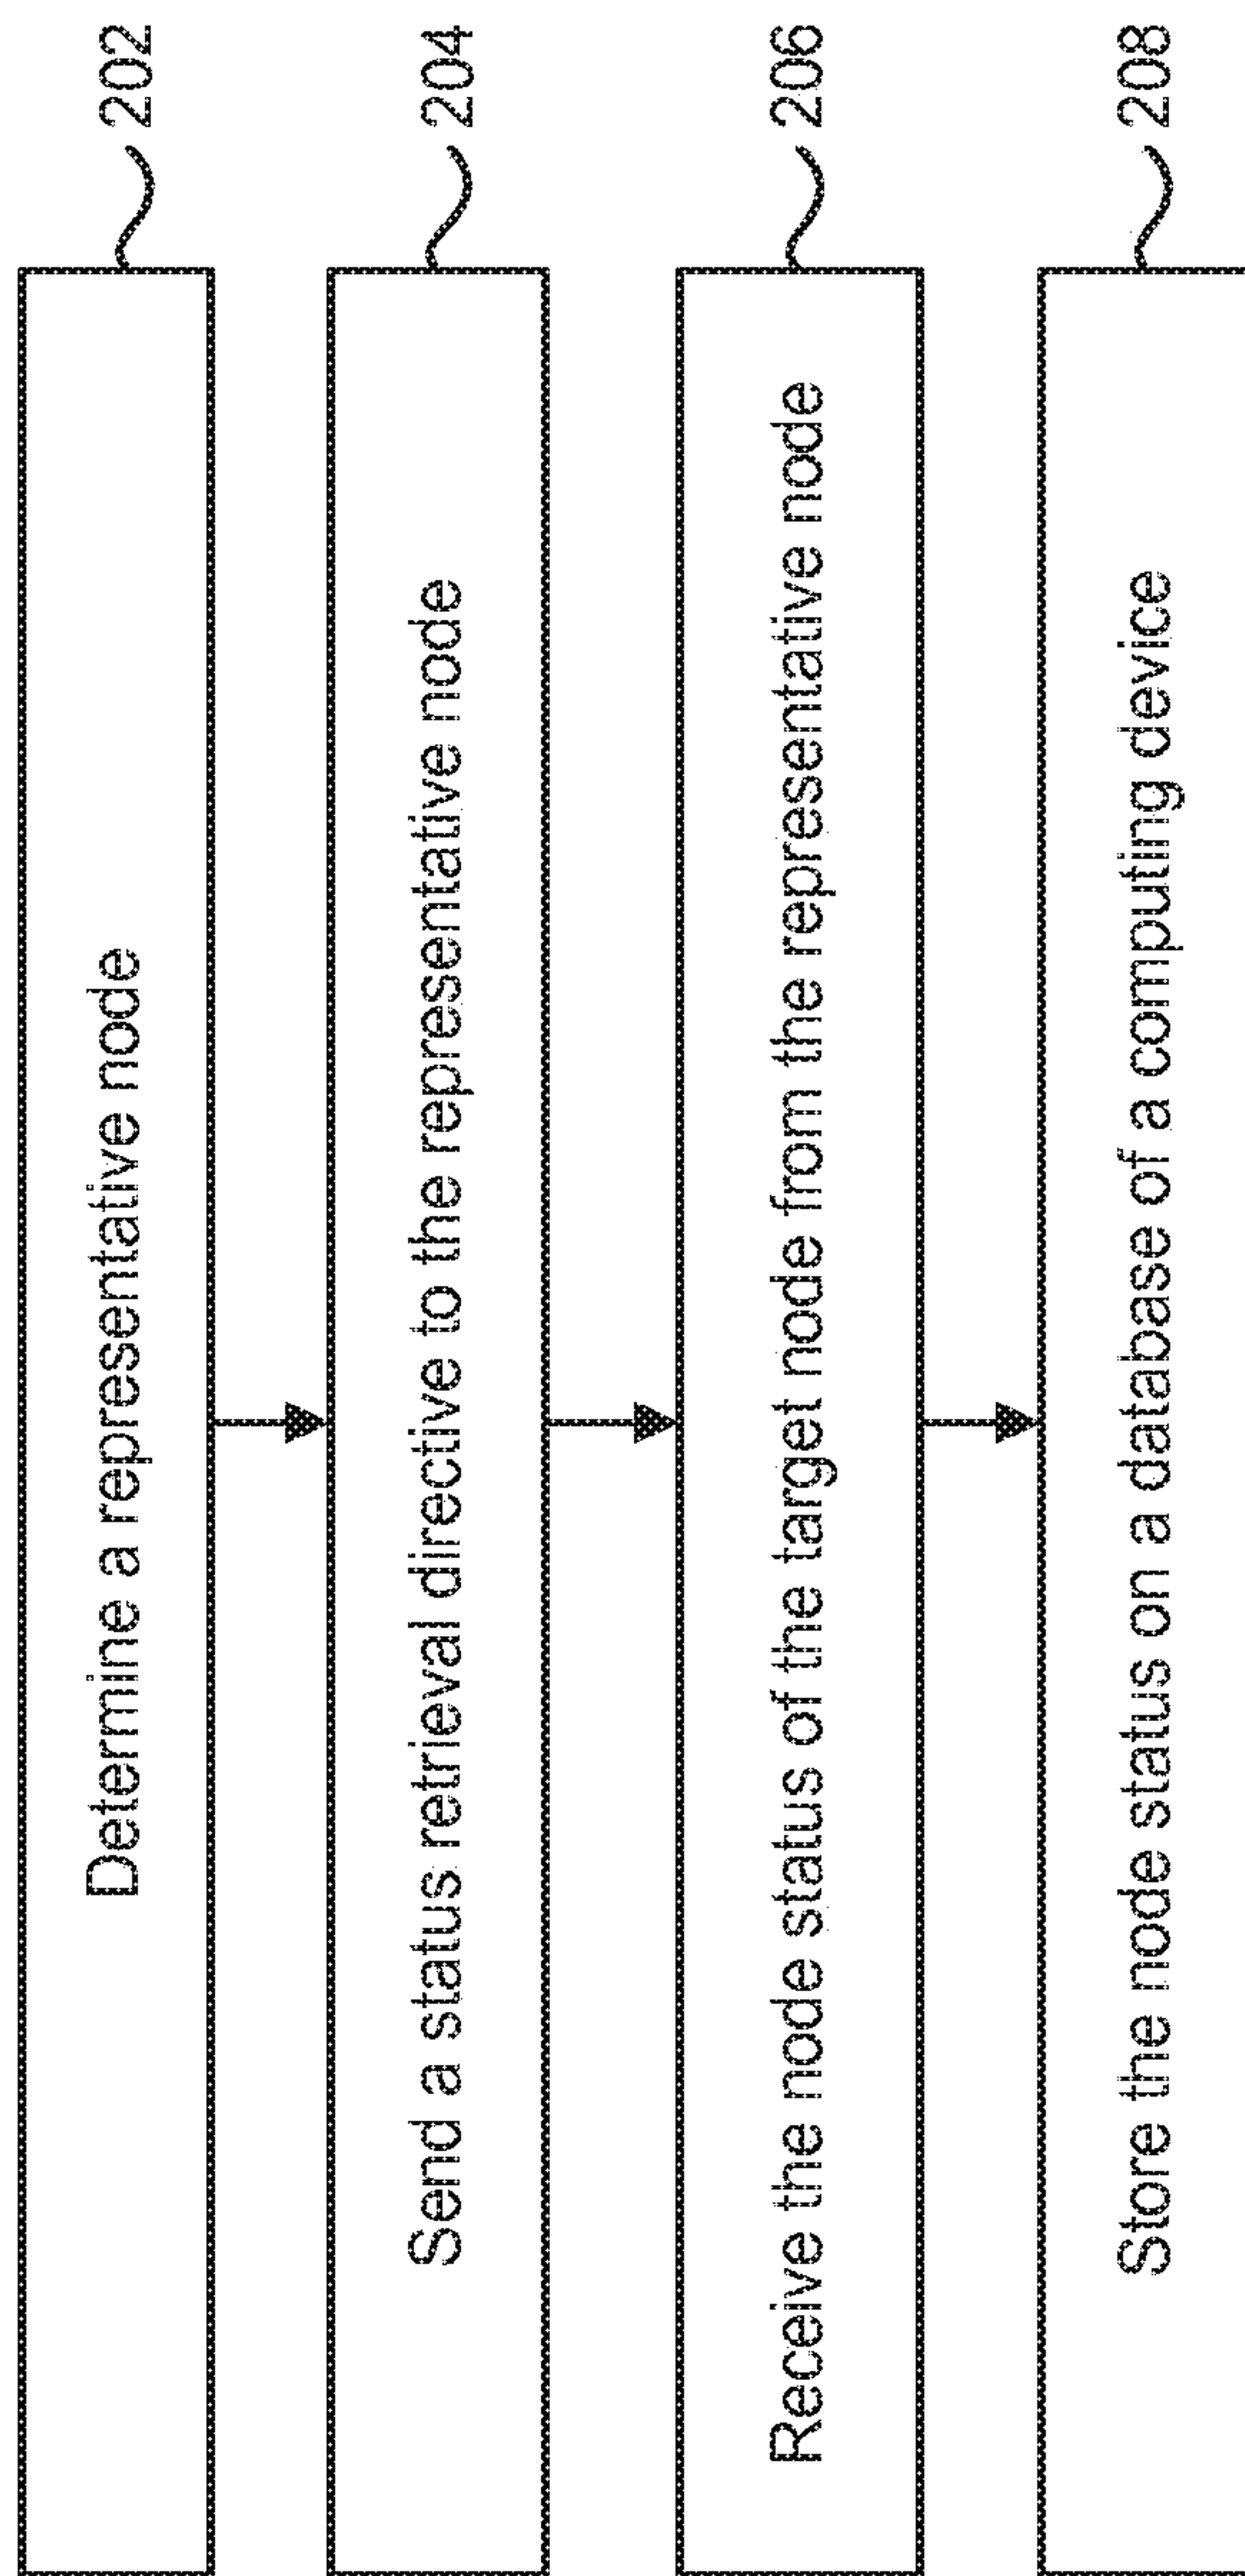 Determine a representative node
202
Send a status retrieval directive to the representative node
204
Receive the node status of the target node from the representative node
206
Store the node status on a database of a computing device
208